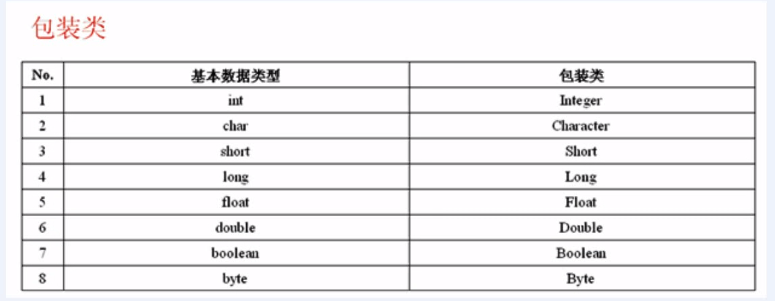 包装类
No. 基本数据类型 包装类
1 int Integer
2 char Character
3 short Short
4 long Long
5 float Float
6 double Double
7 boolean Boolean
8 byte Byte